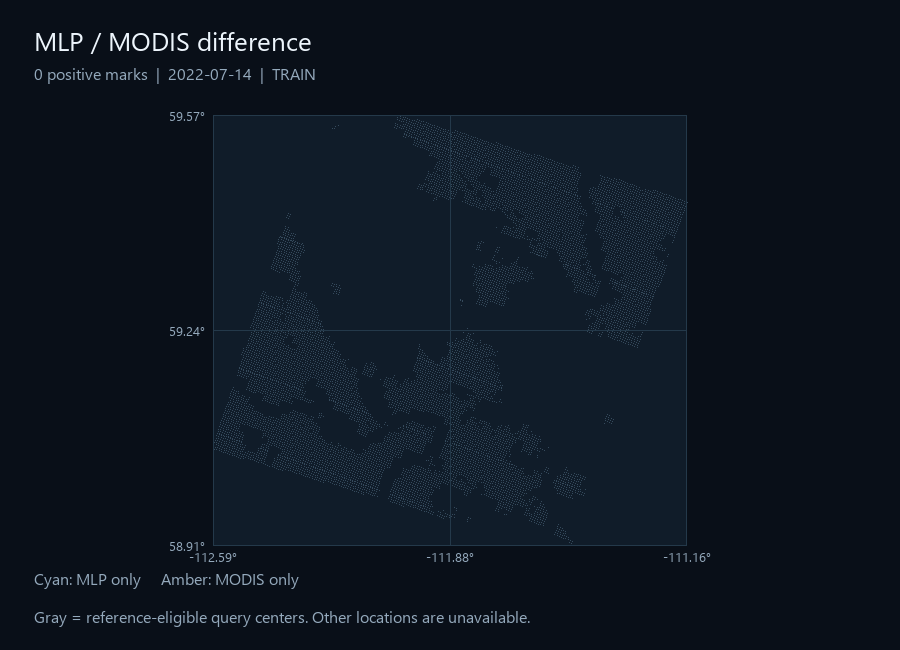 MLP / MODIS difference
0 positive marks | 2022-07-14 | TRAIN
59.57°
59.24°
58.91°
-112.59° -111.88° -111.16°
Cyan: MLP only Amber: MODIS only
Gray = reference-eligible query centers. Other locations are unavailable.